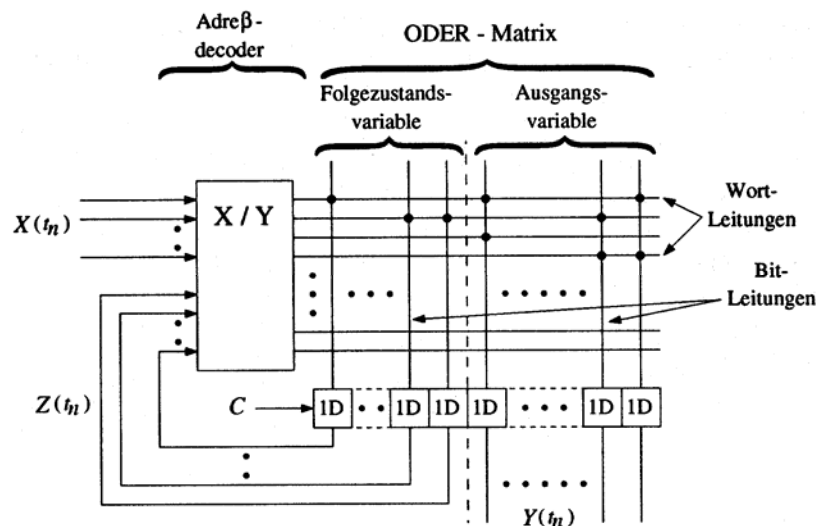 Adreβ-
decoder
ODER - Matrix
Folgezustands-
variable
Ausgangs-
variable
X / Y
X(tn)
Wort-
Leitungen
Bit-
Leitungen
Z(tn)
C
1D
1D
1D
1D
1D
1D
Y(tn)